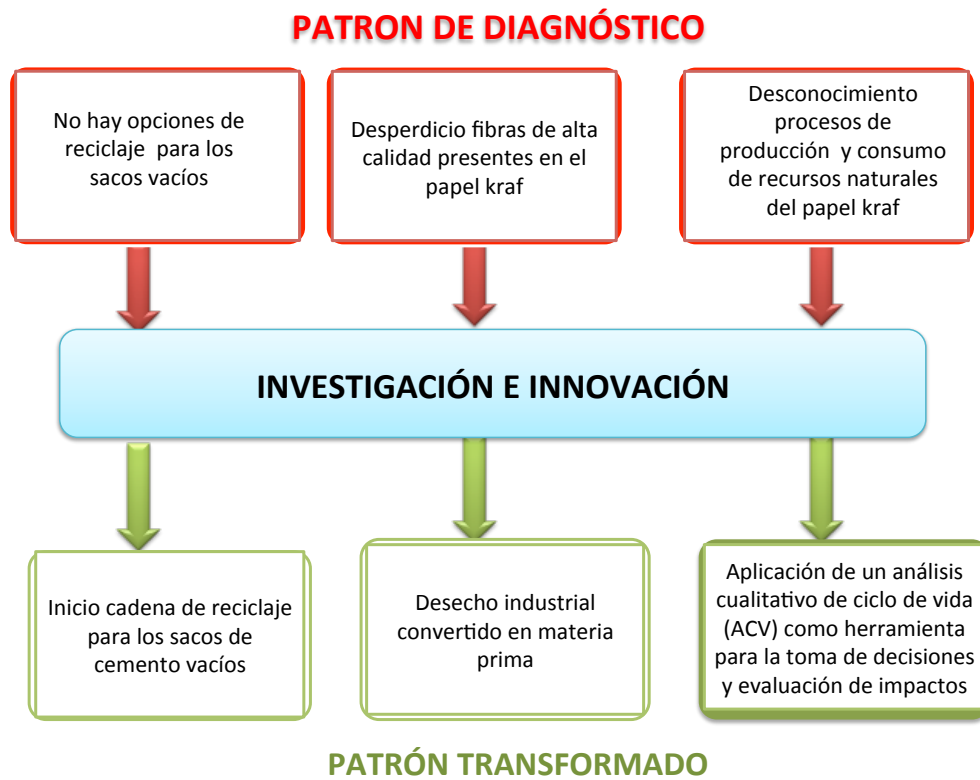 PATRON DE DIAGNÓSTICO
No hay opciones de
reciclaje para los
sacos vacíos
Desperdicio fibras de alta
calidad presentes en el
papel kraf
Desconocimiento
procesos de
producción y consumo
de recursos naturales
del papel kraf
INVESTIGACIÓN E INNOVACIÓN
Inicio cadena de reciclaje
para los sacos de
cemento vacíos
Desecho industrial
convertido en materia
prima
Aplicación de un análisis
cualitativo de ciclo de vida
(ACV) como herramienta
para la toma de decisiones
y evaluación de impactos
PATRÓN TRANSFORMADO